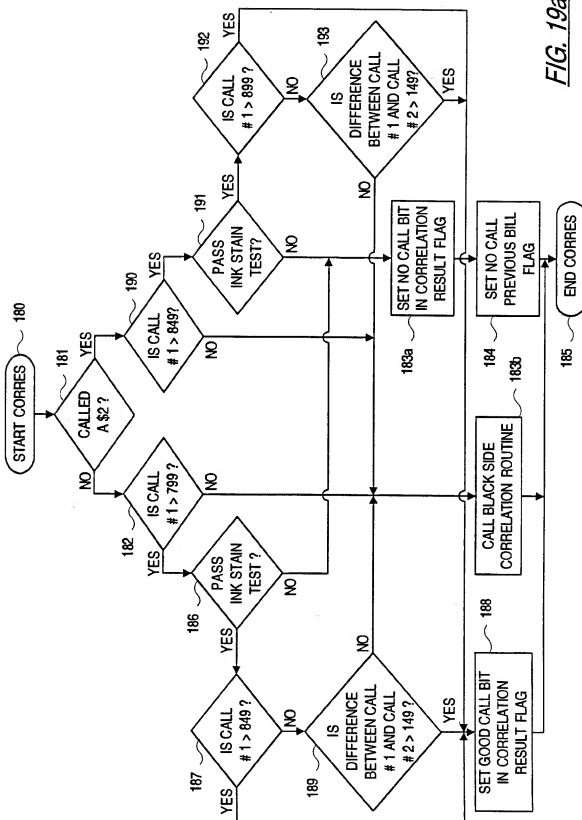 START CORRES
180
181
CALLED
A $2 ?
NO
YES
182
IS CALL
# 1 > 799 ?
YES
NO
190
IS CALL
# 1 > 849?
YES
NO
186
PASS
INK STAIN
TEST ?
YES
NO
191
PASS
INK STAIN
TEST?
YES
NO
187
IS CALL
# 1 > 849 ?
YES
NO
192
IS CALL
# 1 > 899 ?
YES
NO
189
IS
DIFFERENCE
BETWEEN CALL
# 1 AND CALL
# 2 > 149 ?
NO
YES
193
IS
DIFFERENCE
BETWEEN CALL
# 1 AND CALL
# 2 > 149?
NO
YES
183a
SET NO CALL BIT
IN CORRELATION
RESULT FLAG
188
SET GOOD CALL BIT
IN CORRELATION
RESULT FLAG
183b
CALL BLACK SIDE
CORRELATION ROUTINE
184
SET NO CALL
PREVIOUS BILL
FLAG
185
END CORRES
FIG. 19a